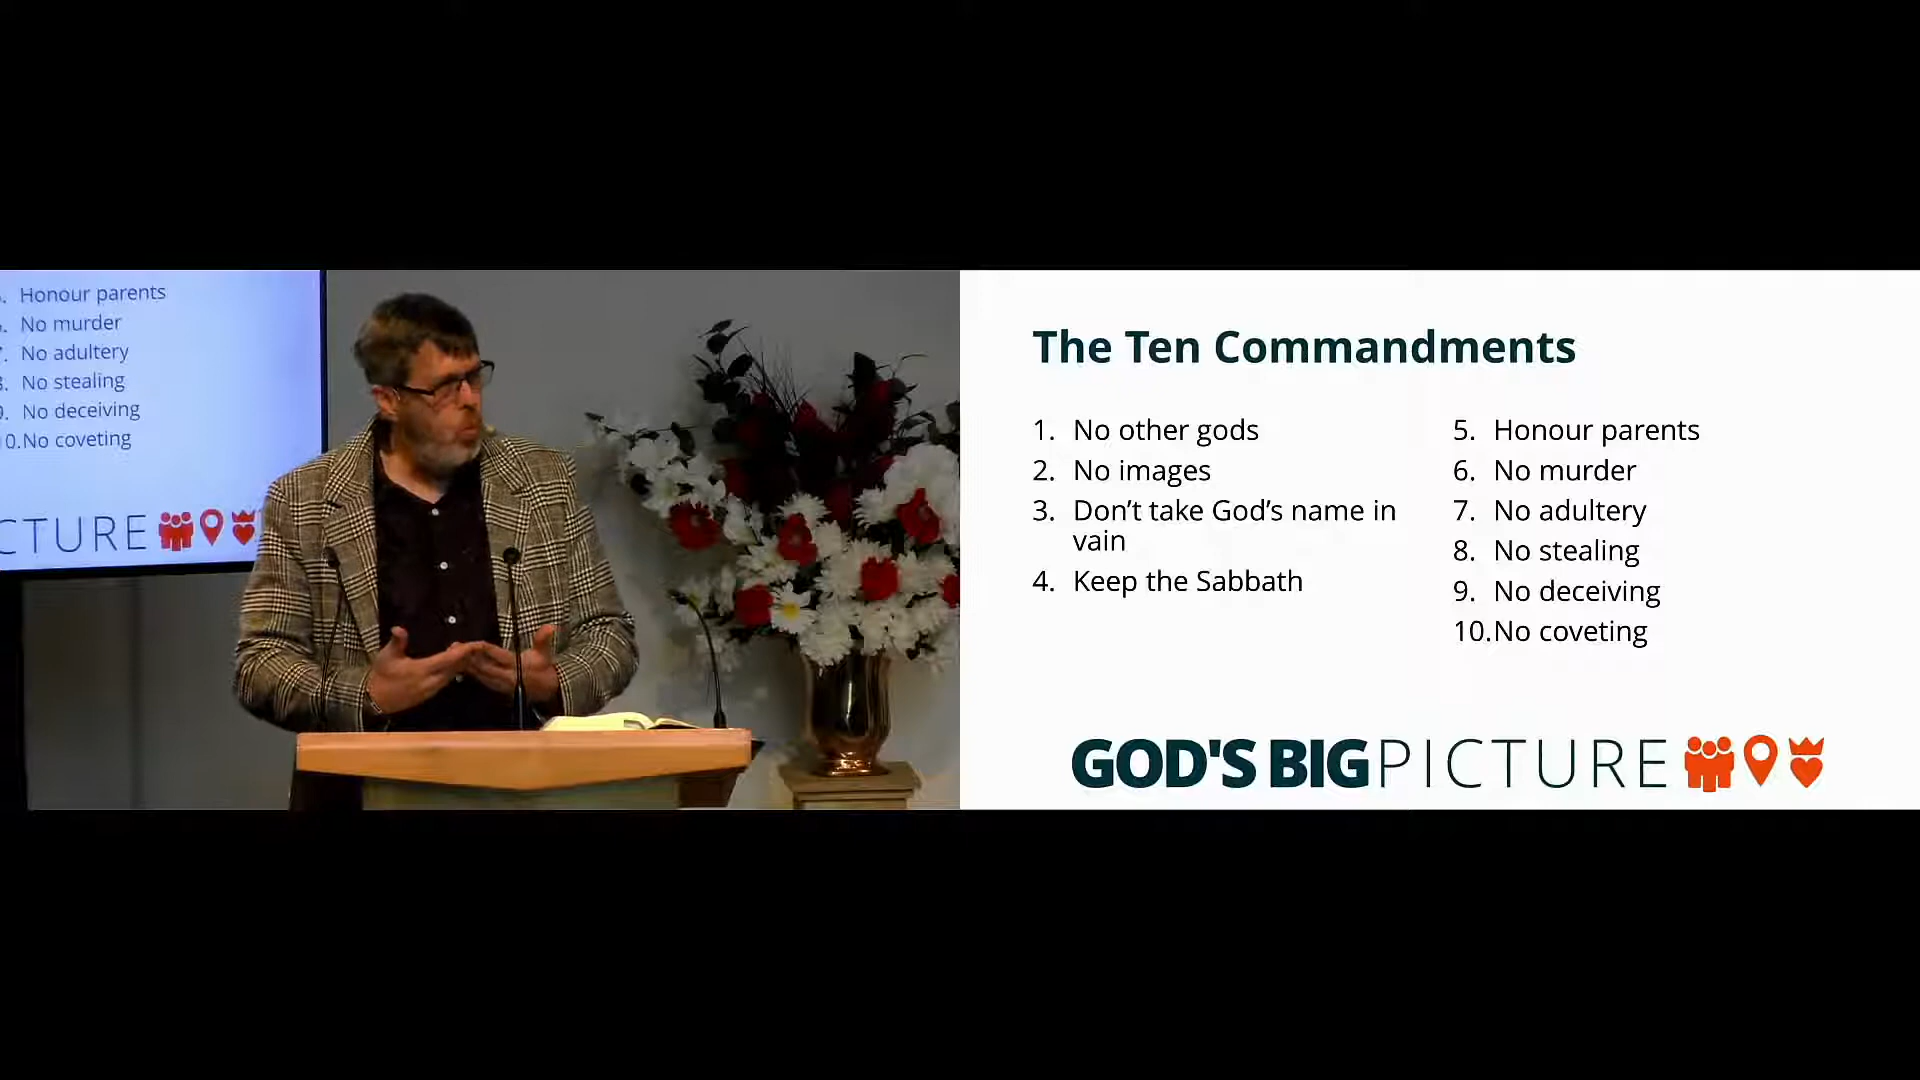 Honour parents
No murder
No adultery
No stealing
9. No deceiving
0.No coveting
CTURE
The Ten Commandments
1. No other gods
2. No images
3. Don’t take God’s name in
vain
4. Keep the Sabbath
5. Honour parents
6. No murder
7. No adultery
8. No stealing
9. No deceiving
10.No coveting
GOD'S BIG PICTURE